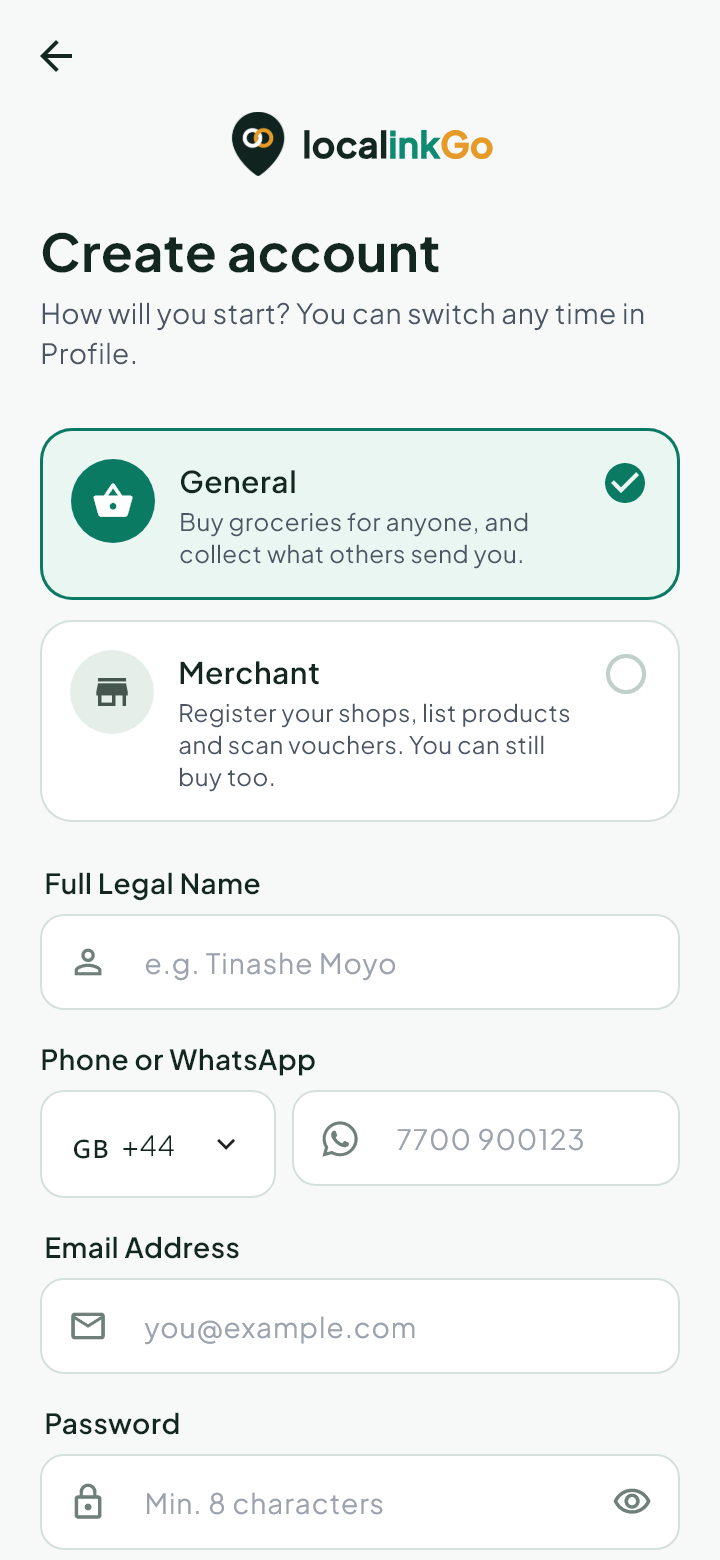 localinkGo
Create account
How will you start? You can switch any time in
Profile.
General
Buy groceries for anyone, and
collect what others send you.
Merchant
Register your shops, list products
and scan vouchers. You can still
buy too.
Full Legal Name
e.g. Tinashe Moyo
Phone or WhatsApp
GB +44
7700 900123
Email Address
you@example.com
Password
Min. 8 characters